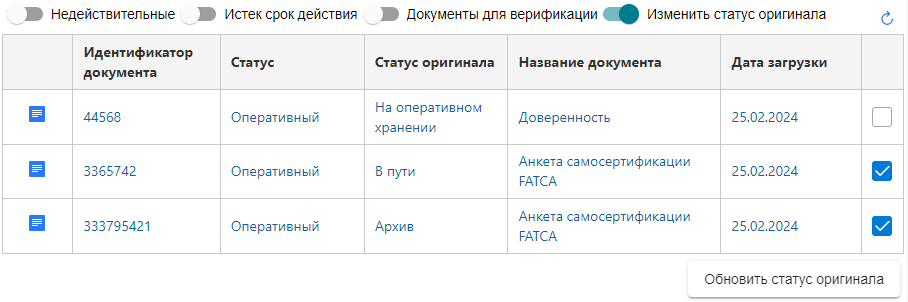 Недействительные Истек срок действия Документы для верификации Изменить статус оригинала
Идентификатор документа Статус Статус оригинала Название документа Дата загрузки
44568 Оперативный На оперативном хранении Доверенность 25.02.2024
3365742 Оперативный В пути Анкета самосертификации FATCA 25.02.2024
333795421 Оперативный Архив Анкета самосертификации FATCA 25.02.2024
Обновить статус оригинала